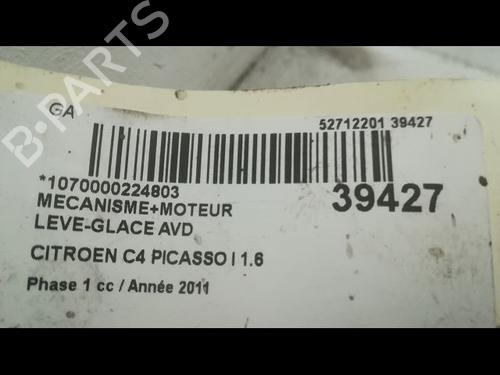 GA
52712201 39427
*1070000224803
39427
MECANISME+MOTEUR
LEVE-GLACE AVD
CITROEN C4 PICASSO I 1.6
Phase 1 cc / Année 2011
B-PARTS